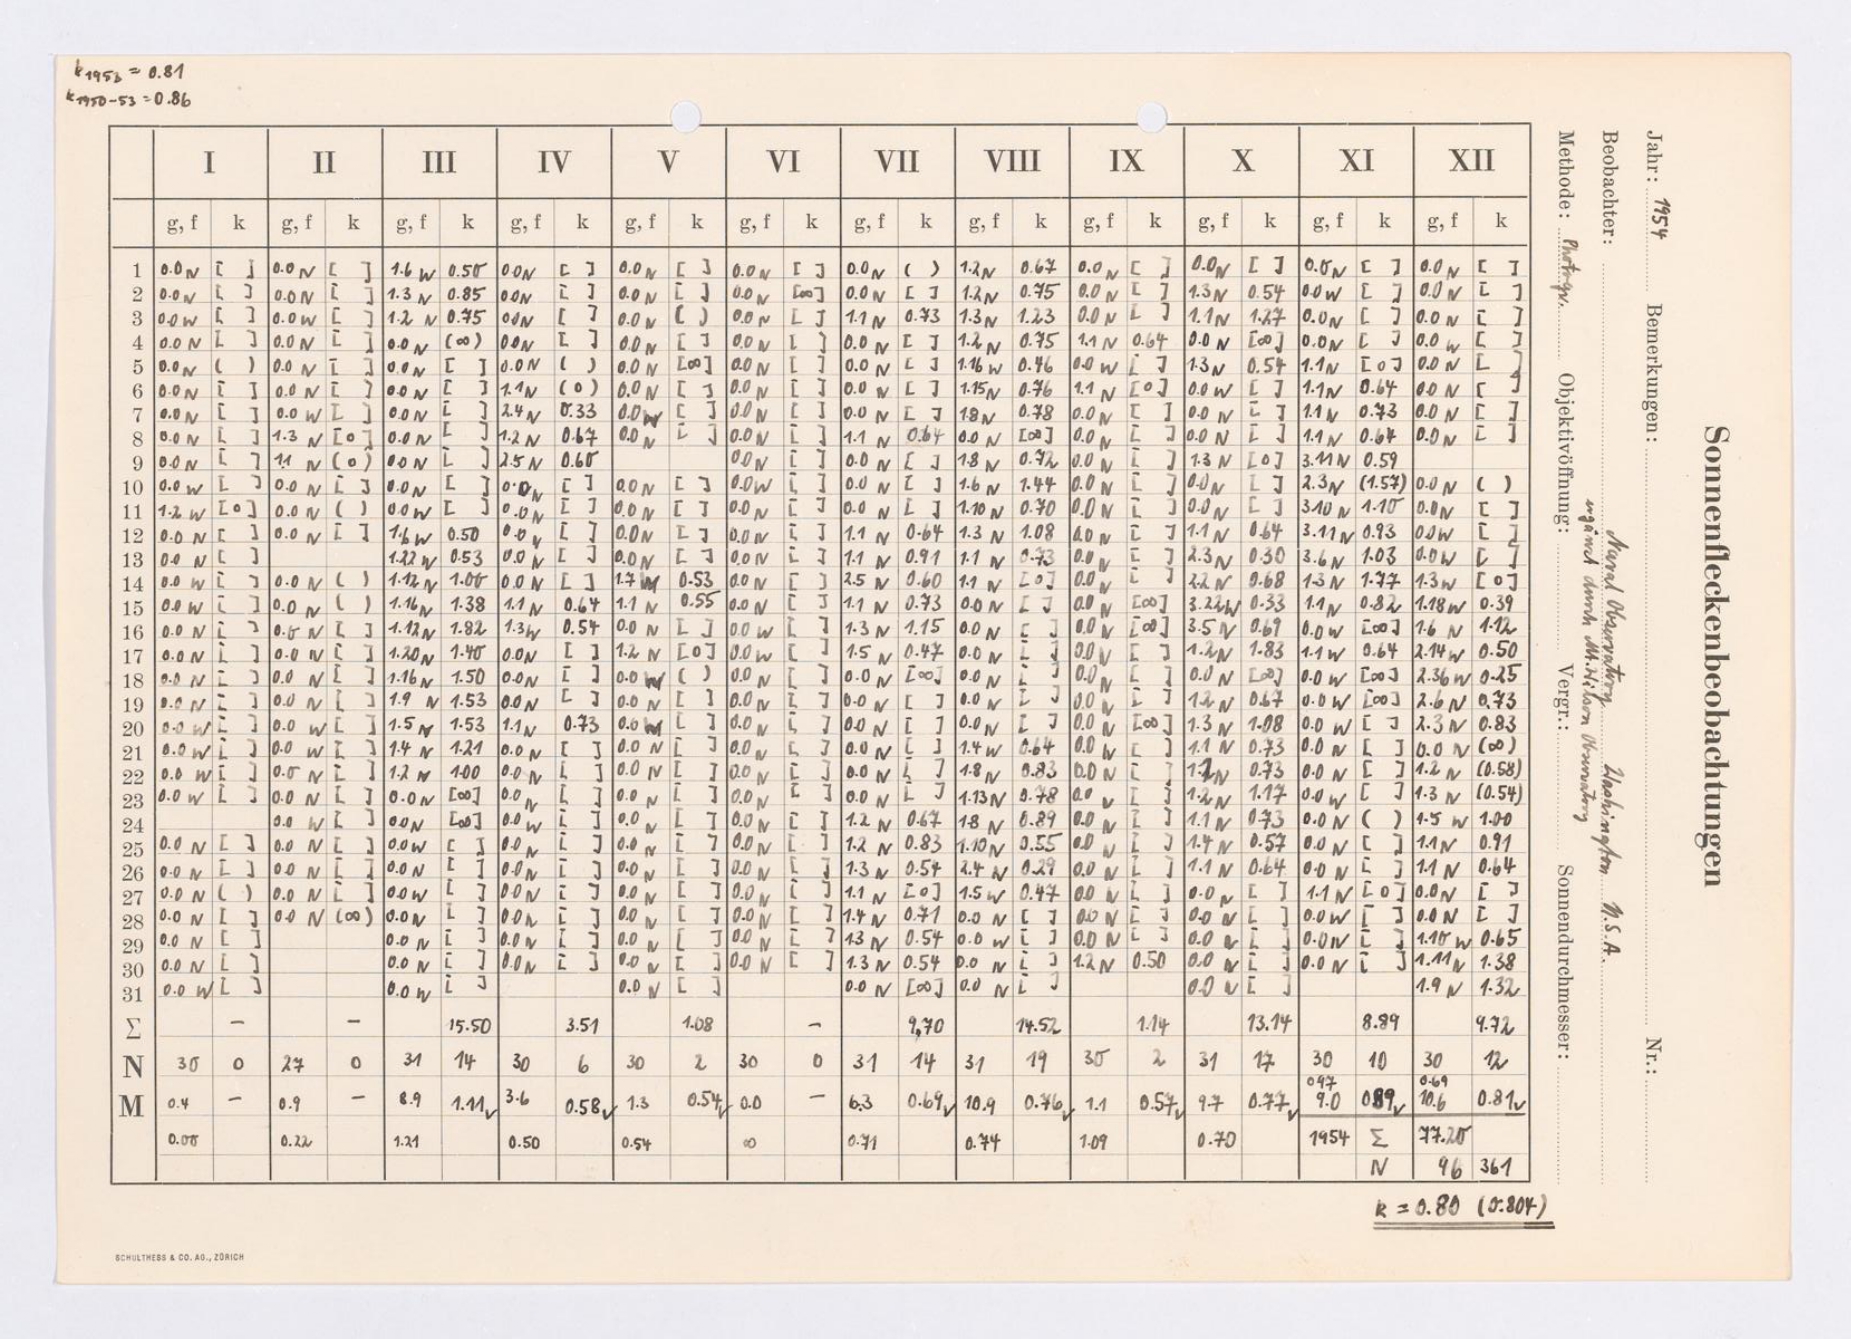 k1953 = 0.81
k1950-53 = 0.86
Sonnenfleckenbeobachtungen
Jahr: 1954 Bemerkungen: Nr.:
Beobachter: Naval Observatory Washington U.S.A.
ergänzt durch Mt. Wilson Observatory
Methode: Photogr. Objektivöffnung: Vergr.: Sonnendurchmesser:
I II III IV V VI VII VIII IX X XI XII
g, f k g, f k g, f k g, f k g, f k g, f k g, f k g, f k g, f k g, f k g, f k g, f k
1 0.0 N [ ] 0.0 N [ ] 1.6 W 0.50 0.0 N [ ] 0.0 N [ ] 0.0 N [ ] 0.0 N ( ) 1.2 N 0.67 0.0 N [ ] 0.0 N [ ] 0.0 N [ ] 0.0 N [ ]
2 0.0 N [ ] 0.0 N [ ] 1.3 N 0.85 0.0 N [ ] 0.0 N [ ] 0.0 N [∞] 0.0 N [ ] 1.2 N 0.75 0.0 N [ ] 1.3 N 0.54 0.0 W [ ] 0.0 N [ ]
3 0.0 W [ ] 0.0 W [ ] 1.2 N 0.75 0.0 N [ ] 0.0 N ( ) 0.0 N [ ] 1.1 N 0.73 1.3 N 1.23 0.0 N [ ] 1.1 N 1.27 0.0 N [ ] 0.0 N [ ]
4 0.0 N [ ] 0.0 N [ ] 0.0 N (∞) 0.0 N [ ] 0.0 N [ ] 0.0 N [ ] 0.0 N [ ] 1.2 N 0.75 1.1 N 0.64 0.0 N [∞] 0.0 N [ ] 0.0 W [ ]
5 0.0 N ( ) 0.0 N [ ] 0.0 N [ ] 0.0 N ( ) 0.0 N [∞] 0.0 N [ ] 0.0 N [ ] 1.16 W 0.46 0.0 W [ ] 1.3 N 0.54 1.1 N [0] 0.0 N [ ]
6 0.0 N [ ] 0.0 N [ ] 0.0 N [ ] 1.1 N (0) 0.0 N [ ] 0.0 N [ ] 0.0 N [ ] 1.15 N 0.76 1.1 N [0] 0.0 W [ ] 1.1 N 0.64 0.0 N [ ]
7 0.0 N [ ] 0.0 W [ ] 0.0 N [ ] 2.4 N 0.33 0.0 W [ ] 0.0 N [ ] 0.0 N [ ] 1.8 N 0.78 0.0 N [ ] 0.0 N [ ] 1.1 N 0.73 0.0 N [ ]
8 0.0 N [ ] 1.3 N [0] 0.0 N [ ] 1.2 N 0.67 0.0 N [ ] 0.0 N [ ] 1.1 N 0.64 0.0 N [∞] 0.0 N [ ] 0.0 N [ ] 1.1 N 0.64 0.0 N [ ]
9 0.0 N [ ] 1.1 N (0) 0.0 N [ ] 2.5 N 0.60 0.0 N [ ] 0.0 N [ ] 1.8 N 0.72 0.0 N [ ] 1.3 N [0] 3.11 N 0.59
10 0.0 W [ ] 0.0 N [ ] 0.0 N [ ] 0.0 N [ ] 0.0 N [ ] 0.0 W [ ] 0.0 N [ ] 1.6 N 1.44 0.0 N [ ] 0.0 N [ ] 2.3 N (1.57) 0.0 N ( )
11 1.2 W [0] 0.0 N ( ) 0.0 W [ ] 0.0 N [ ] 0.0 N [ ] 0.0 N [ ] 0.0 N [ ] 1.10 N 0.70 0.0 N [ ] 0.0 N [ ] 3.10 N 1.10 0.0 N [ ]
12 0.0 N [ ] 0.0 N [ ] 1.6 W 0.50 0.0 N [ ] 0.0 N [ ] 0.0 N [ ] 1.1 N 0.64 1.3 N 1.08 0.0 N [ ] 1.1 N 0.64 3.11 N 0.93 0.0 W [ ]
13 0.0 N [ ] 1.22 W 0.53 0.0 N [ ] 0.0 N [ ] 0.0 N [ ] 1.1 N 0.91 1.1 N 0.73 0.0 N [ ] 2.3 N 0.30 3.6 N 1.03 0.0 W [ ]
14 0.0 W [ ] 0.0 N ( ) 1.12 N 1.00 0.0 N [ ] 1.7 W 0.53 0.0 N [ ] 2.5 N 0.60 1.1 N [0] 0.0 N [ ] 2.2 N 0.68 1.3 N 1.77 1.3 W [0]
15 0.0 W [ ] 0.0 N ( ) 1.16 N 1.38 1.1 N 0.64 1.1 N 0.55 0.0 N [ ] 1.1 N 0.73 0.0 N [ ] 0.0 N [∞] 3.22 W 0.33 1.1 N 0.82 1.18 W 0.39
16 0.0 N [ ] 0.0 N [ ] 1.12 N 1.82 1.3 W 0.54 0.0 N [ ] 0.0 W [ ] 1.3 N 1.15 0.0 N [ ] 0.0 N [∞] 3.5 N 0.69 0.0 W [∞] 1.6 N 1.12
17 0.0 N [ ] 0.0 N [ ] 1.20 N 1.40 0.0 N [ ] 1.2 N [0] 0.0 W [ ] 1.5 N 0.47 0.0 N [ ] 0.0 N [ ] 1.2 N 1.83 1.1 W 0.64 2.14 W 0.50
18 0.0 N [ ] 0.0 N [ ] 1.16 N 1.50 0.0 N [ ] 0.0 W ( ) 0.0 N [ ] 0.0 N [∞] 0.0 N [ ] 0.0 N [ ] 0.0 N [∞] 0.0 W [∞] 2.36 W 0.25
19 0.0 N [ ] 0.0 N [ ] 1.9 N 1.53 0.0 N [ ] 0.0 N [ ] 0.0 N [ ] 0.0 N [ ] 0.0 N [ ] 0.0 N [ ] 1.2 N 0.67 0.0 W [∞] 2.6 N 0.73
20 0.0 W [ ] 0.0 W [ ] 1.5 N 1.53 1.1 N 0.73 0.0 W [ ] 0.0 N [ ] 0.0 N [ ] 0.0 N [ ] 0.0 N [∞] 1.3 N 1.08 0.0 W [ ] 2.3 N 0.83
21 0.0 W [ ] 0.0 W [ ] 1.4 N 1.21 0.0 N [ ] 0.0 N [ ] 0.0 N [ ] 0.0 N [ ] 1.4 W 0.64 0.0 W [ ] 1.1 N 0.73 0.0 N [ ] 0.0 N (∞)
22 0.0 W [ ] 0.0 N [ ] 1.2 N 1.00 0.0 N [ ] 0.0 N [ ] 0.0 N [ ] 0.0 N [ ] 1.8 N 0.83 0.0 N [ ] N 0.73 0.0 N [ ] 1.2 N (0.58)
23 0.0 W [ ] 0.0 N [ ] 0.0 N [∞] 0.0 N [ ] 0.0 N [ ] 0.0 N [ ] 0.0 N [ ] 1.13 N 0.78 0.0 N [ ] 1.2 N 1.17 0.0 W [ ] 1.3 N (0.54)
24 0.0 W [ ] 0.0 N [∞] 0.0 W [ ] 0.0 N [ ] 0.0 N [ ] 1.2 N 0.67 1.8 N 0.89 0.0 N [ ] 1.1 N 0.73 0.0 N ( ) 1.5 W 1.00
25 0.0 N [ ] 0.0 N [ ] 0.0 W [ ] 0.0 N [ ] 0.0 N [ ] 0.0 N [ ] 1.2 N 0.83 1.10 N 0.55 0.0 N [ ] 1.4 N 0.57 0.0 N [ ] 1.1 N 0.91
26 0.0 N [ ] 0.0 N [ ] 0.0 N [ ] 0.0 N [ ] 0.0 N [ ] 0.0 N [ ] 1.3 N 0.54 2.4 N 0.29 0.0 N [ ] 1.1 N 0.64 0.0 N [ ] 1.1 N 0.64
27 0.0 N ( ) 0.0 N [ ] 0.0 W [ ] 0.0 N [ ] 0.0 N [ ] 0.0 N [ ] 1.1 N [0] 1.5 W 0.47 0.0 N [ ] 0.0 N [ ] 1.1 N [0] 0.0 N [ ]
28 0.0 N [ ] 0.0 N (∞) 0.0 N [ ] 0.0 N [ ] 0.0 N [ ] 0.0 N [ ] 1.4 N 0.71 0.0 N [ ] 0.0 N [ ] 0.0 N [ ] 0.0 W [ ] 0.0 N [ ]
29 0.0 N [ ] 0.0 N [ ] 0.0 N [ ] 0.0 N [ ] 0.0 N [ ] 1.3 N 0.54 0.0 W [ ] 0.0 N [ ] 0.0 N [ ] 0.0 N [ ] 1.10 W 0.65
30 0.0 N [ ] 0.0 N [ ] 0.0 N [ ] 0.0 N [ ] 0.0 N [ ] 1.3 N 0.54 0.0 N [ ] 1.2 N 0.50 0.0 N [ ] 0.0 N [ ] 1.11 N 1.38
31 0.0 W [ ] 0.0 W [ ] 0.0 N [ ] 0.0 N [∞] 0.0 N [ ] 0.0 N [ ] 1.9 N 1.32
Σ – – 15.50 3.51 1.08 – 9,70 14.52 1.14 13.14 8.89 9.72
N 30 0 27 0 31 14 30 6 30 2 30 0 31 14 31 19 30 2 31 17 30 10 30 12
0.97 0.69
M 0.4 – 0.9 – 8.9 1.11 3.6 0.58 1.3 0.54 0.0 – 6.3 0.69 10.9 0.76 1.1 0.57 9.7 0.77 9.0 0.89 10.6 0.81
0.00 0.22 1.21 0.50 0.54 ∞ 0.71 0.74 1.09 0.70 1954 Σ 77.20
N 96 361
k = 0.80 (0.804)
SCHULTHESS & CO. AG., ZÜRICH